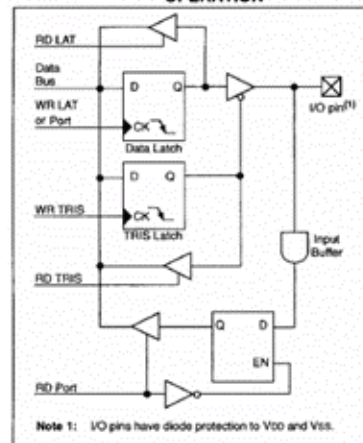 OPERATION
RD LAT
Data
Bus
D Q
WR LAT
or Port
CK
Data Latch
I/O pin(1)
D Q
WR TRIS
CK
TRIS Latch
Input
Buffer
RD TRIS
Q D
EN
RD Port
Note 1: I/O pins have diode protection to VDD and VSS.